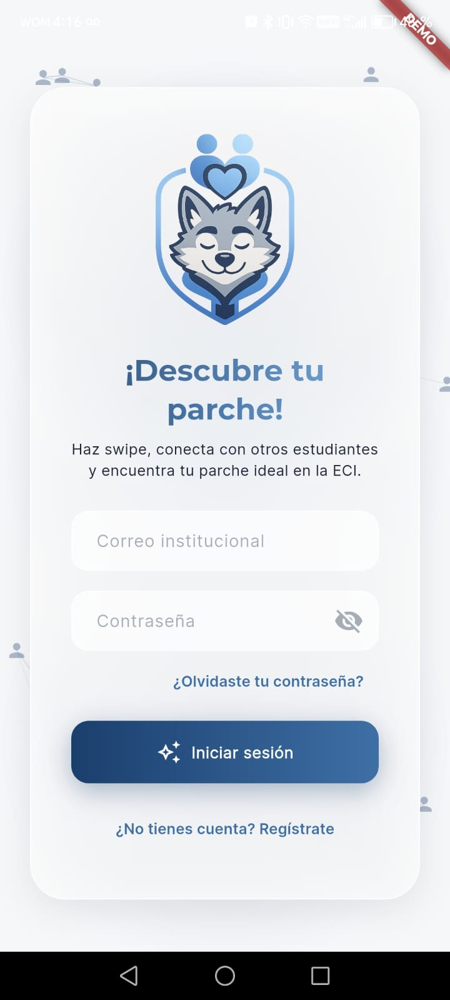 WOM 4:16
DEMO
¡Descubre tu
parche!
Haz swipe, conecta con otros estudiantes
y encuentra tu parche ideal en la ECI.
Correo institucional
Contraseña
¿Olvidaste tu contraseña?
Iniciar sesión
¿No tienes cuenta? Regístrate